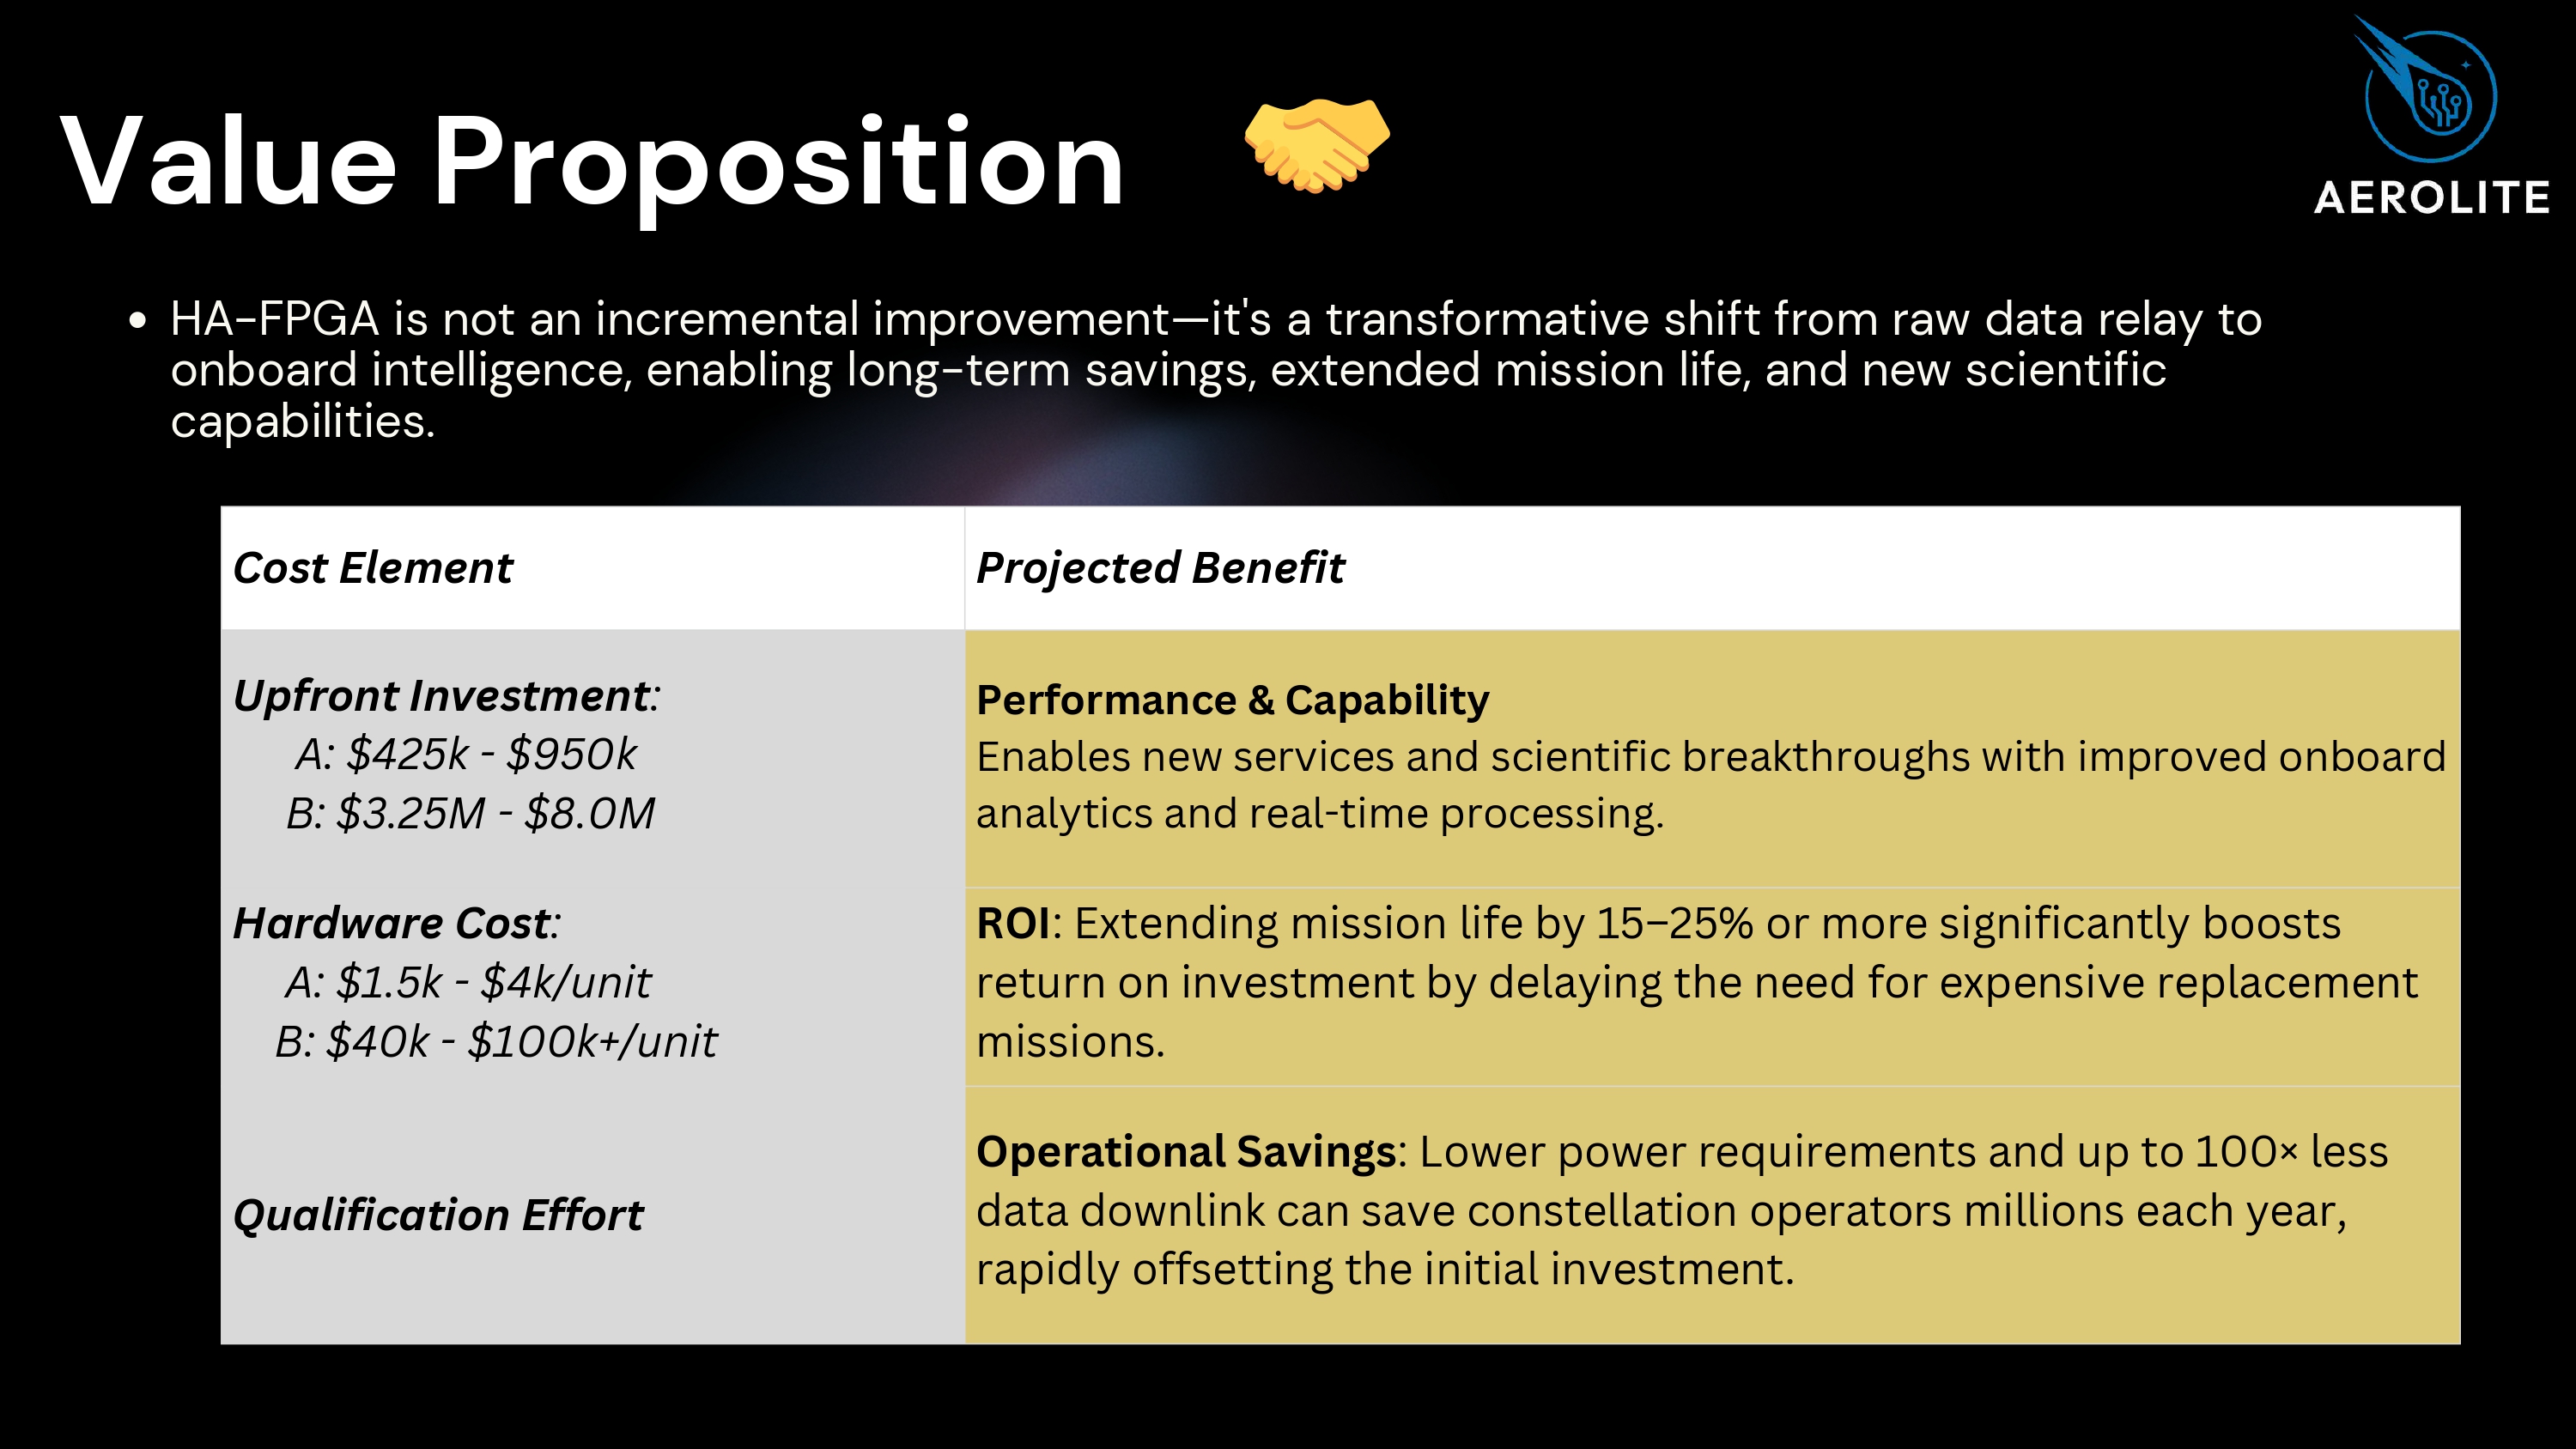 AEROLITE
Value Proposition
• HA-FPGA is not an incremental improvement—it's a transformative shift from raw data relay to
onboard intelligence, enabling long-term savings, extended mission life, and new scientific
capabilities.
Cost Element
Projected Benefit
Upfront Investment:
A: $425k - $950k
B: $3.25M - $8.0M
Performance & Capability
Enables new services and scientific breakthroughs with improved onboard
analytics and real-time processing.
Hardware Cost:
A: $1.5k - $4k/unit
B: $40k - $100k+/unit
ROI: Extending mission life by 15–25% or more significantly boosts
return on investment by delaying the need for expensive replacement
missions.
Qualification Effort
Operational Savings: Lower power requirements and up to 100× less
data downlink can save constellation operators millions each year,
rapidly offsetting the initial investment.